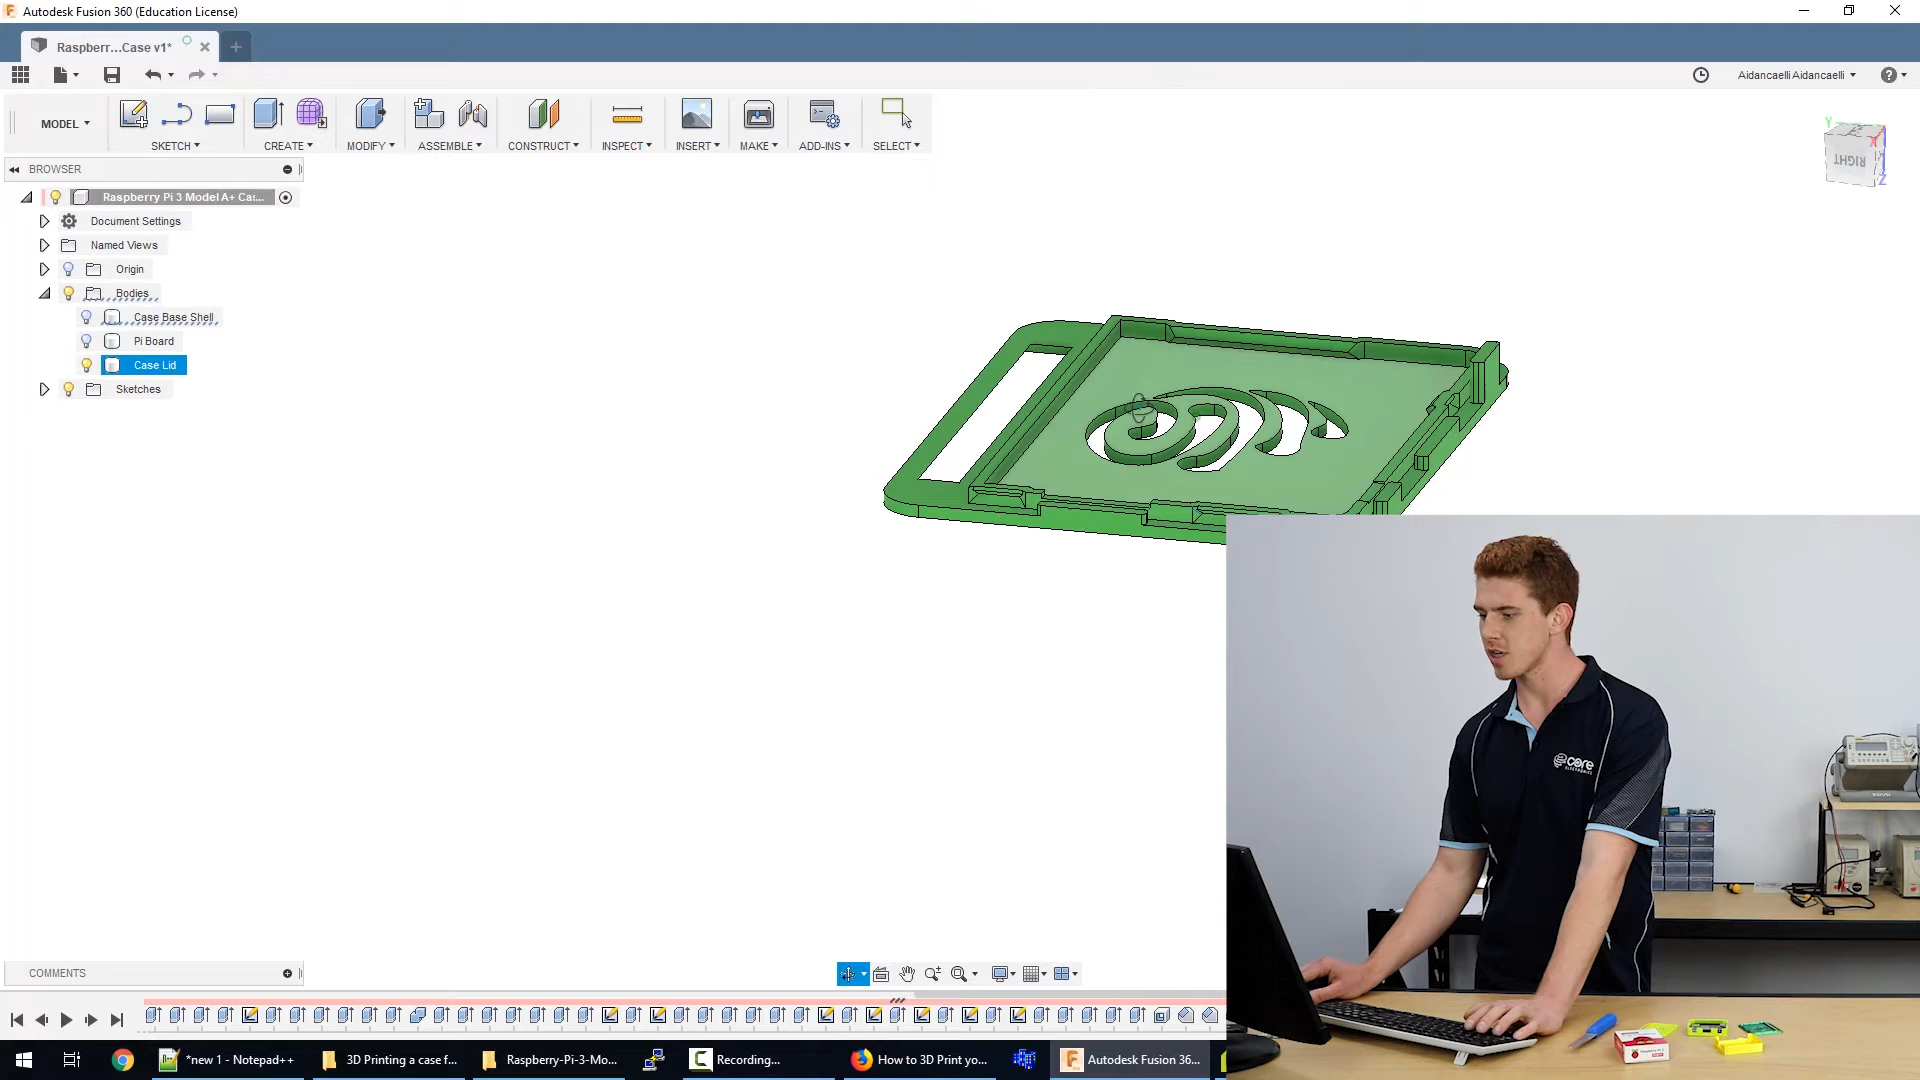 Autodesk Fusion 360 (Education License)
Raspberr...Case v1*
Aidancaelli Aidancaelli
MODEL
SKETCH
CREATE
MODIFY
ASSEMBLE
CONSTRUCT
INSPECT
INSERT
MAKE
ADD-INS
SELECT
RIGHT
Y
X
Z
BROWSER
Raspberry Pi 3 Model A+ Ca:...
Document Settings
Named Views
Origin
Bodies
Case Base Shell
Pi Board
Case Lid
Sketches
core
ELECTRONICS
COMMENTS
*new 1 - Notepad++
3D Printing a case f...
Raspberry-Pi-3-Mo...
Recording...
How to 3D Print yo...
Autodesk Fusion 36...